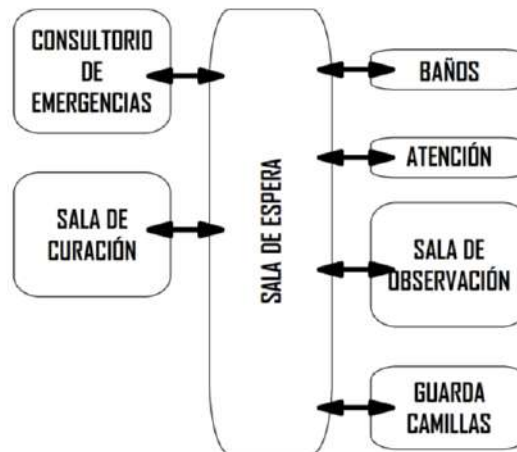 CONSULTORIO
DE
EMERGENCIAS
SALA DE
CURACIÓN
SALA DE ESPERA
BAÑOS
ATENCIÓN
SALA DE
OBSERVACIÓN
GUARDA
CAMILLAS